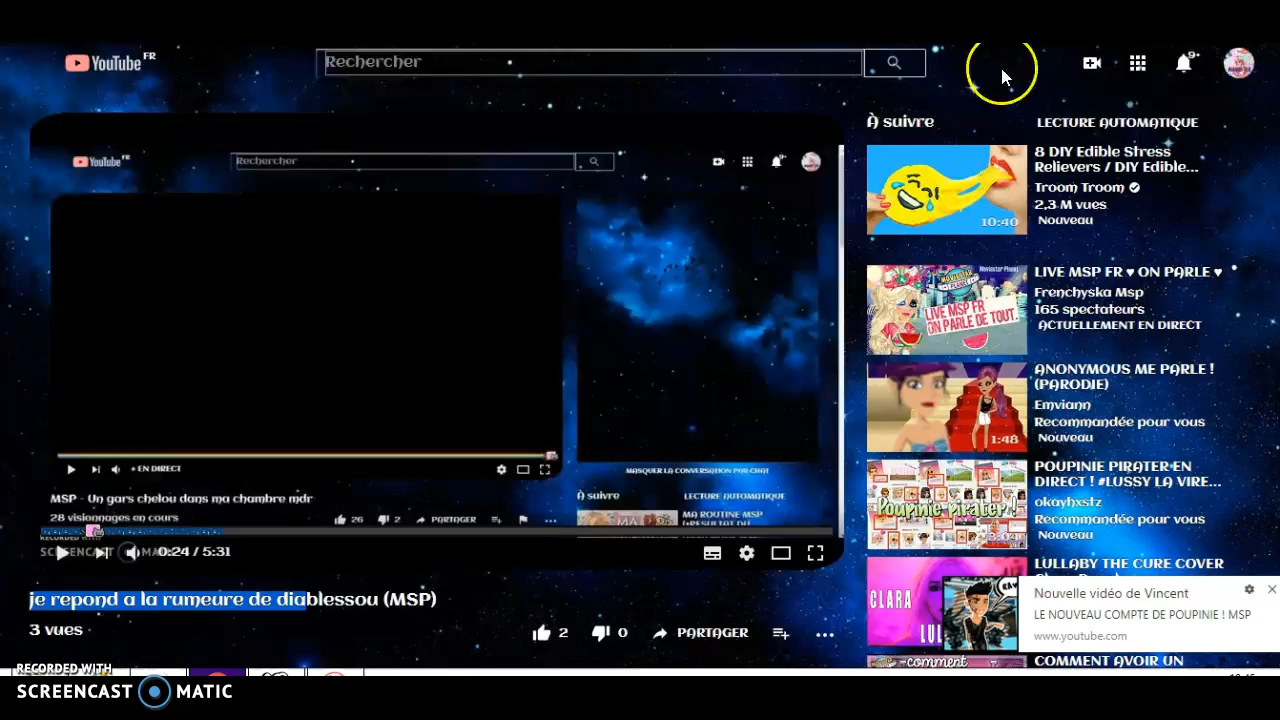 YouTube FR
Rechercher
9+
YouTube FR
Rechercher
9+
EN DIRECT
MASQUER LA CONVERSATION PAR CHAT
MSP - Un gars chelou dans ma chambre mdr
28 visionnages en cours
26
2
PARTAGER
À suivre
LECTURE AUTOMATIQUE
MA ROUTINE MSP
0:24 / 5:31
je repond a la rumeure de diablessou (MSP)
3 vues
2
0
PARTAGER
À suivre
LECTURE AUTOMATIQUE
8 DIY Edible Stress
Relievers / DIY Edible...
Troom Troom
2,3 M vues
Nouveau
10:40
LIVE MSP FR ♥ ON PARLE ♥
Frenchyska Msp
165 spectateurs
ACTUELLEMENT EN DIRECT
LIVE MSP FR
ON PARLE DE TOUT.
ANONYMOUS ME PARLE !
(PARODIE)
Emviann
Recommandée pour vous
Nouveau
1:48
POUPINIE PIRATER EN
DIRECT ! #LUSSY LA VIRE...
okayhxstz
Recommandée pour vous
Nouveau
Poupinie pirater!
3:04
LULLABY THE CURE COVER
CLARA
LUL
Nouvelle vidéo de Vincent
LE NOUVEAU COMPTE DE POUPINIE ! MSP
www.youtube.com
-comment
COMMENT AVOIR UN
RECORDED WITH
SCREENCAST MATIC